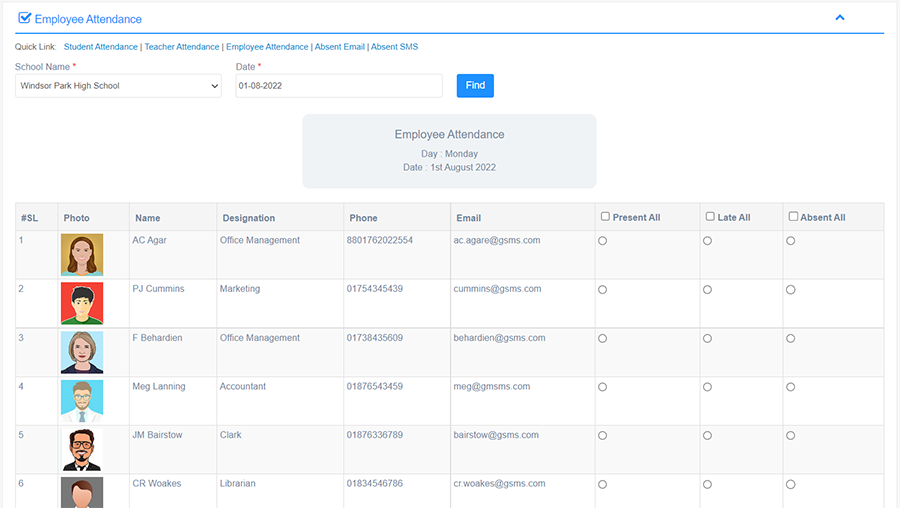 Employee Attendance
Quick Link: Student Attendance | Teacher Attendance | Employee Attendance | Absent Email | Absent SMS
School Name * Date *
Windsor Park High School 01-08-2022 Find
Employee Attendance
Day : Monday
Date : 1st August 2022
#SL Photo Name Designation Phone Email Present All Late All Absent All
1 AC Agar Office Management 8801762022554 ac.agare@gsms.com
2 PJ Cummins Marketing 01754345439 cummins@gsms.com
3 F Behardien Office Management 01738435609 behardien@gsms.com
4 Meg Lanning Accountant 01876543459 meg@gmsms.com
5 JM Bairstow Clark 01876336789 bairstow@gsms.com
6 CR Woakes Librarian 01834546786 cr.woakes@gsms.com